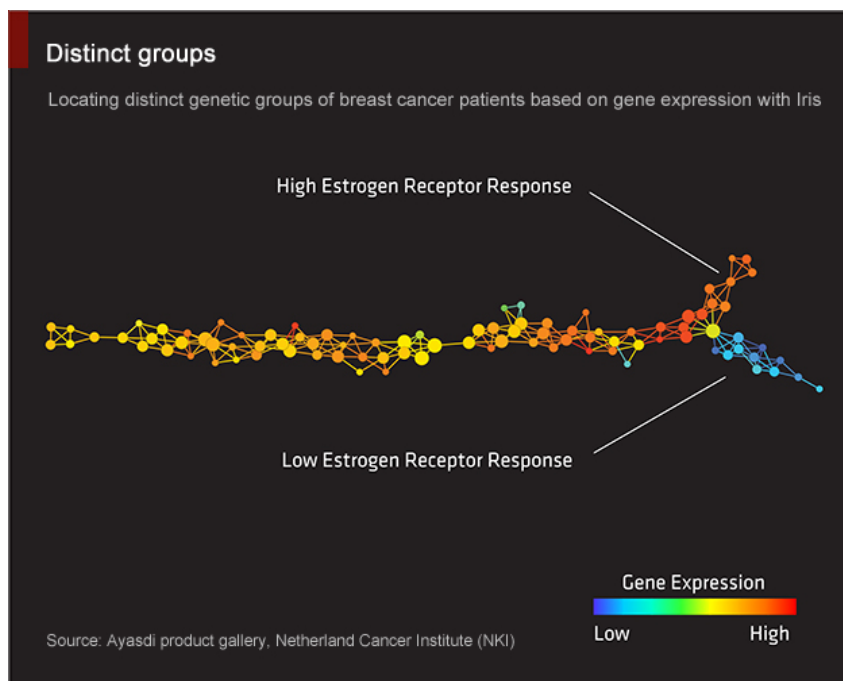 Distinct groups
Locating distinct genetic groups of breast cancer patients based on gene expression with Iris
High Estrogen Receptor Response
Low Estrogen Receptor Response
Gene Expression
Low High
Source: Ayasdi product gallery, Netherland Cancer Institute (NKI)